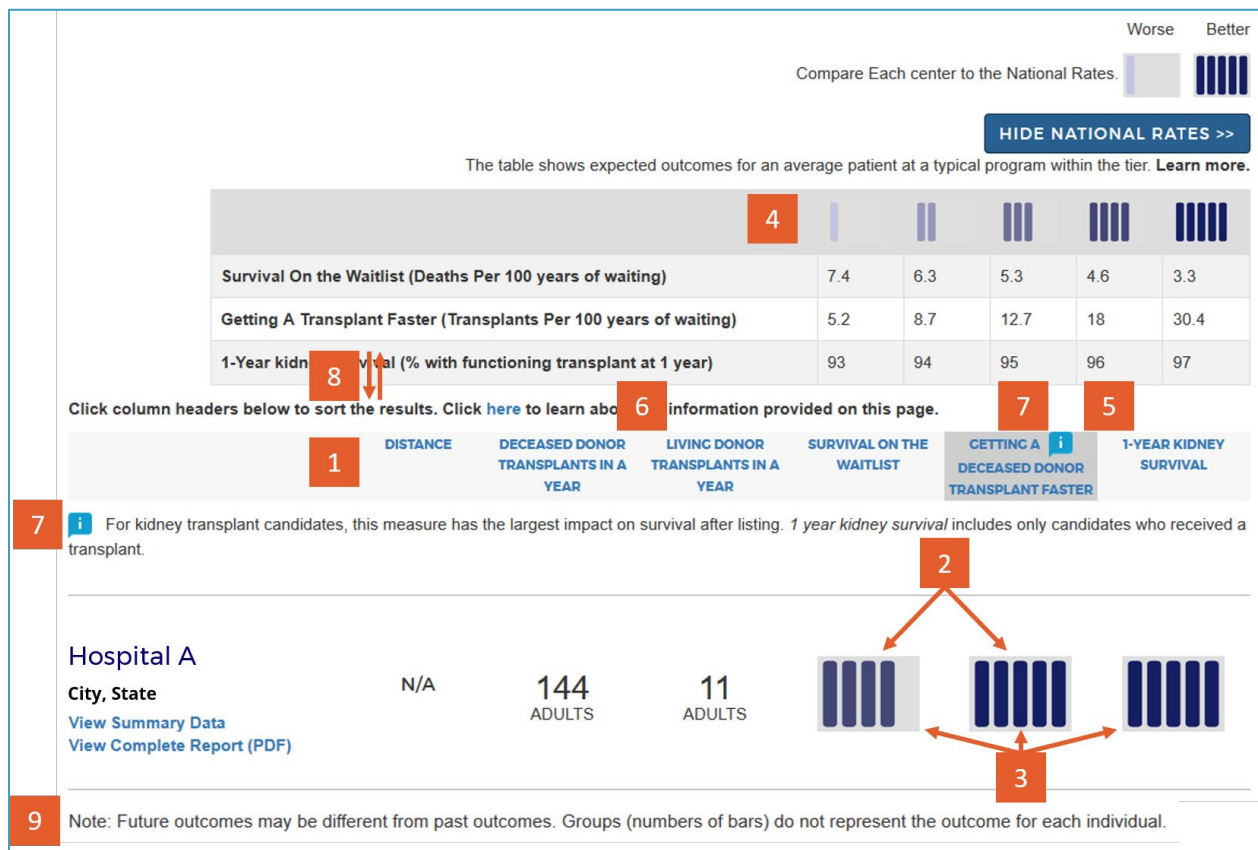 Worse Better
Compare Each center to the National Rates.
HIDE NATIONAL RATES >>
The table shows expected outcomes for an average patient at a typical program within the tier. Learn more.
4
Survival On the Waitlist (Deaths Per 100 years of waiting) 7.4 6.3 5.3 4.6 3.3
Getting A Transplant Faster (Transplants Per 100 years of waiting) 5.2 8.7 12.7 18 30.4
1-Year (% with functioning transplant at 1 year) 93 94 95 96 97
8
Click column headers below to sort the results. Click here to learn information provided on this page.
6 7 5
1
DISTANCE DECEASED DONOR LIVING DONOR SURVIVAL ON THE GETTING A i 1-YEAR KIDNEY
TRANSPLANTS IN A TRANSPLANTS IN A WAITLIST DECEASED DONOR SURVIVAL
YEAR YEAR TRANSPLANT FASTER
7 i For kidney transplant candidates, this measure has the largest impact on survival after listing. 1 year kidney survival includes only candidates who received a
transplant.
2
Hospital A
City, State N/A 144 11
ADULTS ADULTS
View Summary Data
View Complete Report (PDF)
3
9 Note: Future outcomes may be different from past outcomes. Groups (numbers of bars) do not represent the outcome for each individual.